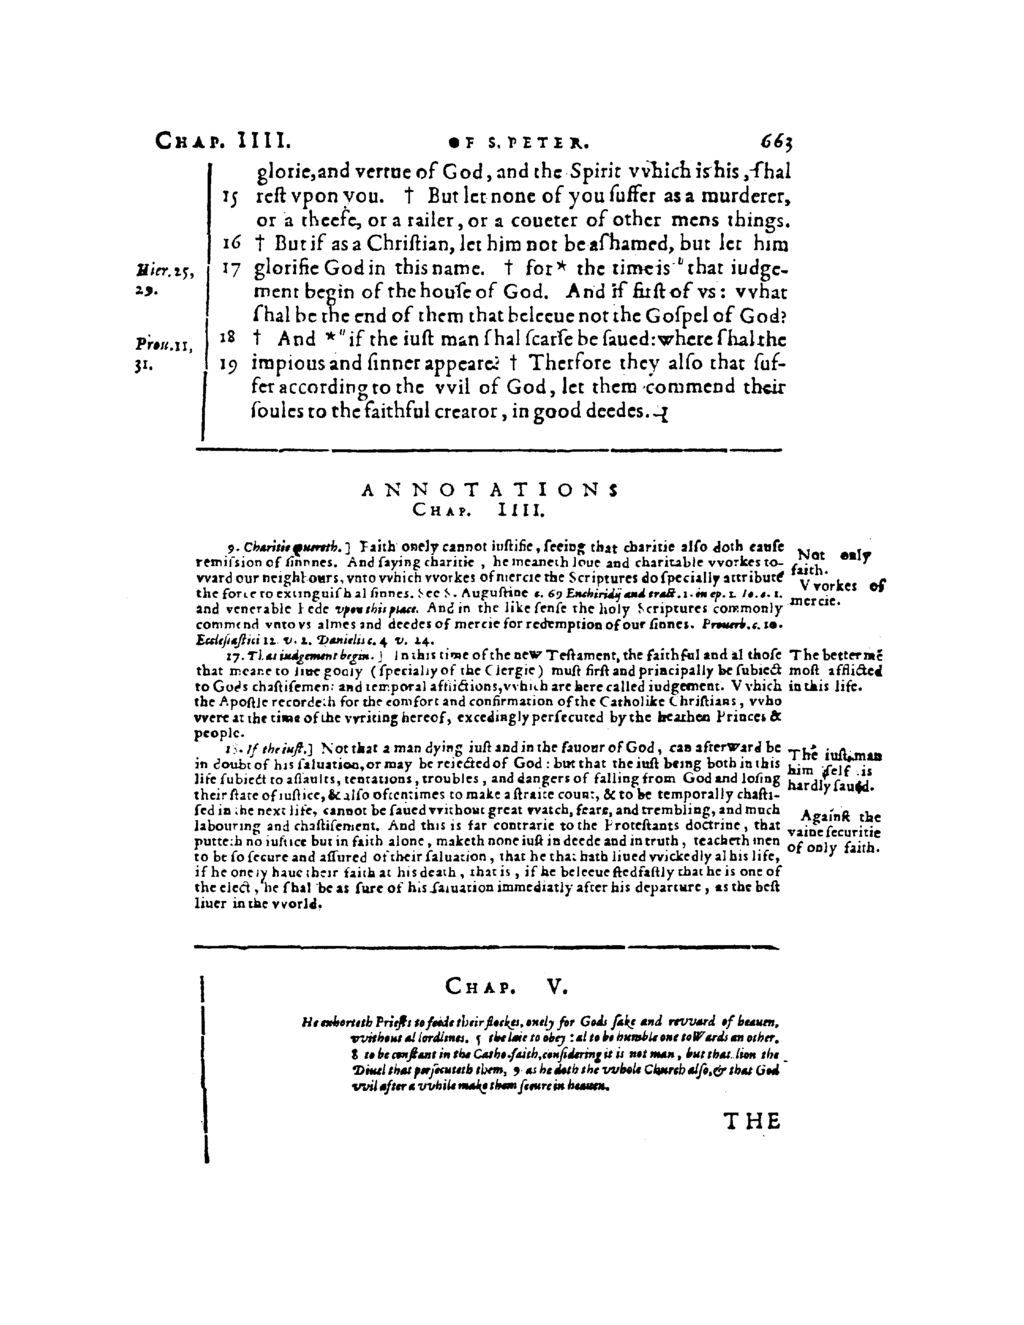 CHAP. IIII. OF S. PETER. 663
glorie, and vertue of God, and the Spirit vvhich is his, ſhal
15 reſt vpon you. † But let none of you ſuffer as a murderer,
or a theefe, or a railer, or a coueter of other mens things.
16 † But if as a Chriſtian, let him not be aſhamed, but let him
Hier. 25, 17 glorifie God in this name. † for * the time is " that iudge-
29. ment begin of the houſe of God. And if firſt of vs: vvhat
ſhal be the end of them that beleeue not the Goſpel of God?
Prou. 11, 18 † And * " if the iuſt man ſhal ſcarſe be ſaued: where ſhal the
31. 19 impious and ſinner appeare? † Therfore they alſo that ſuf-
fer according to the vvil of God, let them commend their
ſoules to the faithful creator, in good deedes.
ANNOTATIONS
CHAP. IIII.
9. Charitie couereth.] Faith onely cannot iuſtifie, ſeeing that charitie alſo doth cauſe
Not only
remiſsion of ſinnnes. And ſaying charitie, he meaneth loue and charitable vvorkes to-
faith.
vvard our neighbours, vnto vvhich vvorkes of mercie the Scriptures do ſpecially attribute
Vvorkes of
the force to extinguiſh al ſinnes. See S. Auguſtine c. 69 Enchiridij and tract. 1. in ep. 1. Io. c. 1.
mercie.
and venerable Bede vpon this place. And in the like ſenſe the holy Scriptures commonly
commend vnto vs almes and deedes of mercie for redemption of our ſinnes. Prouerb. c. 10.
Eccleſiaſtici 12. v. 2. Danielis c. 4 v. 24.
17. That iudgement begin.] In this time of the new Teſtament, the faithful and al thoſe The better mē
that meane to liue godly (ſpecially of the Clergie) muſt firſt and principally be ſubiect moſt afflicted
to Gods chaſtiſement and temporal afflictions, vvhich are here called iudgement. Vvhich in this life.
the Apoſtle recordeth for the comfort and confirmation of the Catholike Chriſtians, vvho
vvere at the time of the vvriting hereof, excedingly perſecuted by the heathen Princes &
people.
18. If the iuſt.] Not that a man dying iuſt and in the fauour of God, can afterward be
The iuſt man
in doubt of his ſaluation, or may be reiected of God: but that the iuſt being both in this
him ſelf is
life ſubiect to aſſaults, tentations, troubles, and dangers of falling from God and loſing
hardly ſaued.
their ſtate of iuſtice, & alſo oftentimes to make a ſtraite count, & to be temporally chaſti-
ſed in the next life, cannot be ſaued vvithout great vvatch, feare, and trembling, and much
Againſt the
labouring and chaſtiſement. And this is far contrarie to the Proteſtants doctrine, that
vaine ſecuritie
putteth no iuſtice but in faith alone, maketh none iuſt in deede and in truth, teacheth men
of only faith.
to be ſo ſecure and aſſured of their ſaluation, that he that hath liued vvickedly al his life,
if he onely haue their faith at his death, that is, if he beleeue ſtedfaſtly that he is one of
the elect, he ſhal be as ſure of his ſaluation immediatly after his departure, as the beſt
liuer in the vvorld.
CHAP. V.
He exhorteth Prieſts to feede their flockes, onely for Gods ſake and revvard of heauen,
vvithout al lordlines. 5 the laie to obey: al to be humble one toWards an other.
8 to be conſtant in the Catho. faith, conſidering it is not man, but that lion the
Diuel that perſecuteth them, 9 as he doth the vvhole Church alſo, & that God
vvil after a vvhile make them ſecure in heauen.
THE